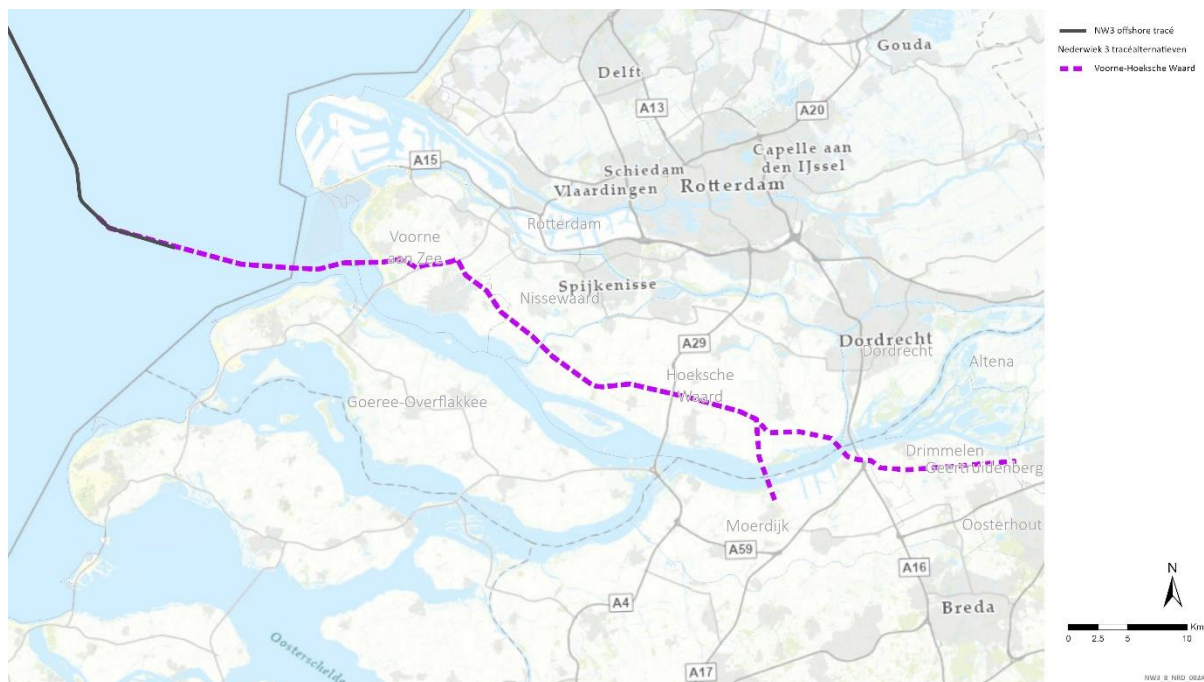 NW3 offshore tracé
Nederwiek 3 tracéalternatieven
Voorne-Hoeksche Waard
Gouda
Delft
A13
A20
Capelle aan
den IJssel
A15
Schiedam
Vlaardingen
Rotterdam
Rotterdam
Voorne
aan Zee
Spijkenisse
Nissewaard
A29
Dordrecht
Dordrecht
Altena
Hoeksche
Waard
Goeree-Overflakkee
Drimmelen
Geertruidenberg
Moerdijk
Oosterhout
A59
A16
A4
Breda
Oosterschelde
A17
N
Km
0 2.5 5 10